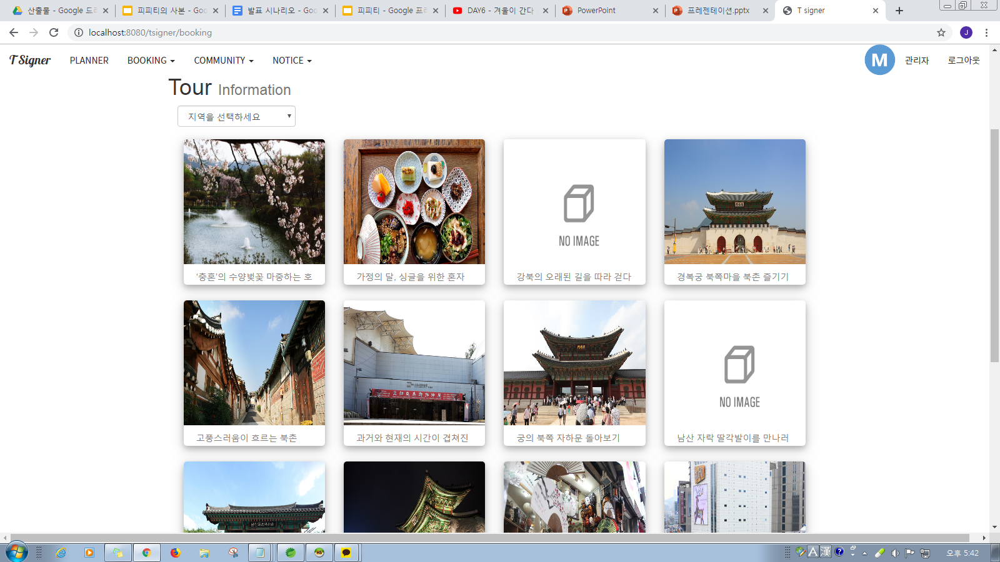 산출물 - Google 드라
피피티의 사본 - Goo
발표 시나리오 - Goo
피피티 - Google 프레
DAY6 - 겨울이 간다
PowerPoint
프레젠테이션.pptx
T signer
localhost:8080/tsigner/booking
J
T Signer
PLANNER
BOOKING
COMMUNITY
NOTICE
M
관리자
로그아웃
Tour Information
지역을 선택하세요
NO IMAGE
‘충혼’의 수양벚꽃 마중하는 호
가정의 달, 싱글을 위한 혼자
강북의 오래된 길을 따라 걷다
경복궁 북쪽마을 북촌 즐기기
NO IMAGE
고풍스러움이 흐르는 북촌
과거와 현재의 시간이 겹쳐진
궁의 북쪽 자하문 돌아보기
남산 자락 딸각발이를 만나러
A
漢
오후 5:42